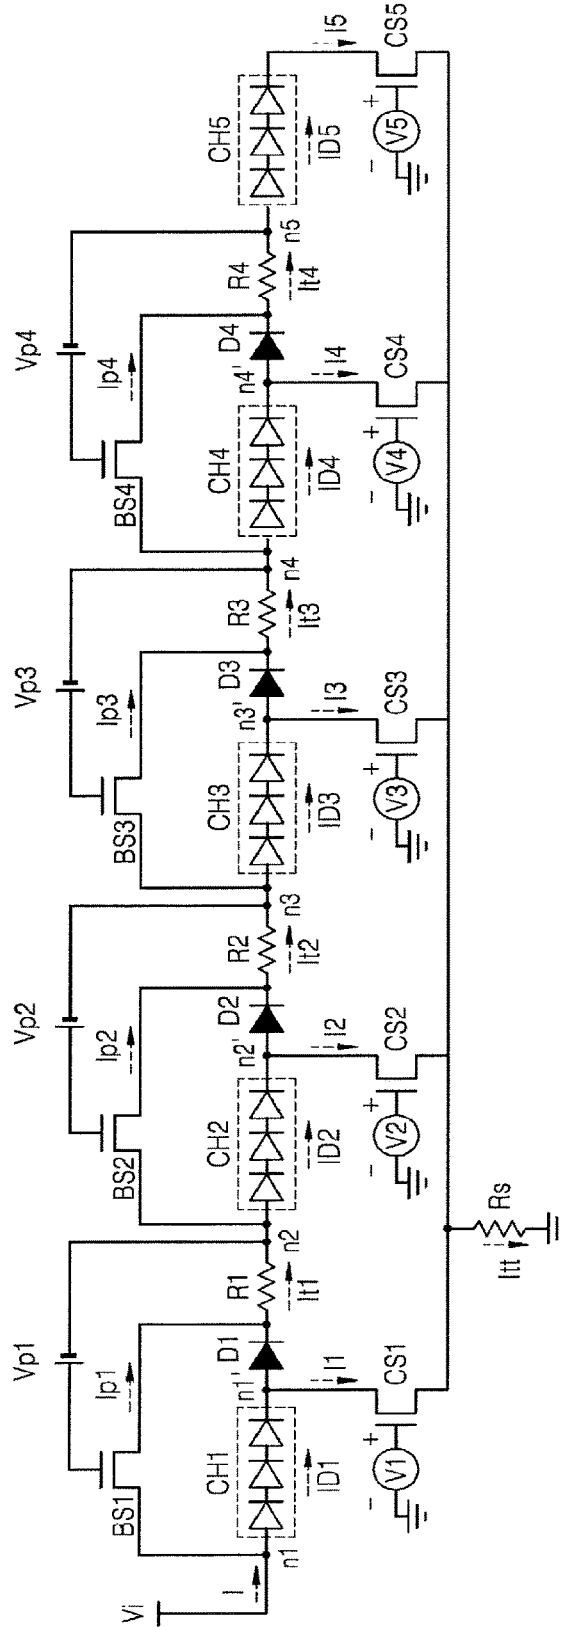 Vp1
Vp2
Vp3
Vp4
Ip1
Ip2
Ip3
Ip4
BS1
BS2
BS3
BS4
Vi
I
CH1
n1'
D1
R1
CH2
n2'
D2
R2
CH3
n3'
D3
R3
CH4
n4'
D4
R4
CH5
n1
n2
n3
n4
n5
ID1
It1
ID2
It2
ID3
It3
ID4
It4
ID5
I1
I2
I3
I4
I5
- V1 +
CS1
- V2 +
CS2
- V3 +
CS3
- V4 +
CS4
- V5 +
CS5
Itt
Rs